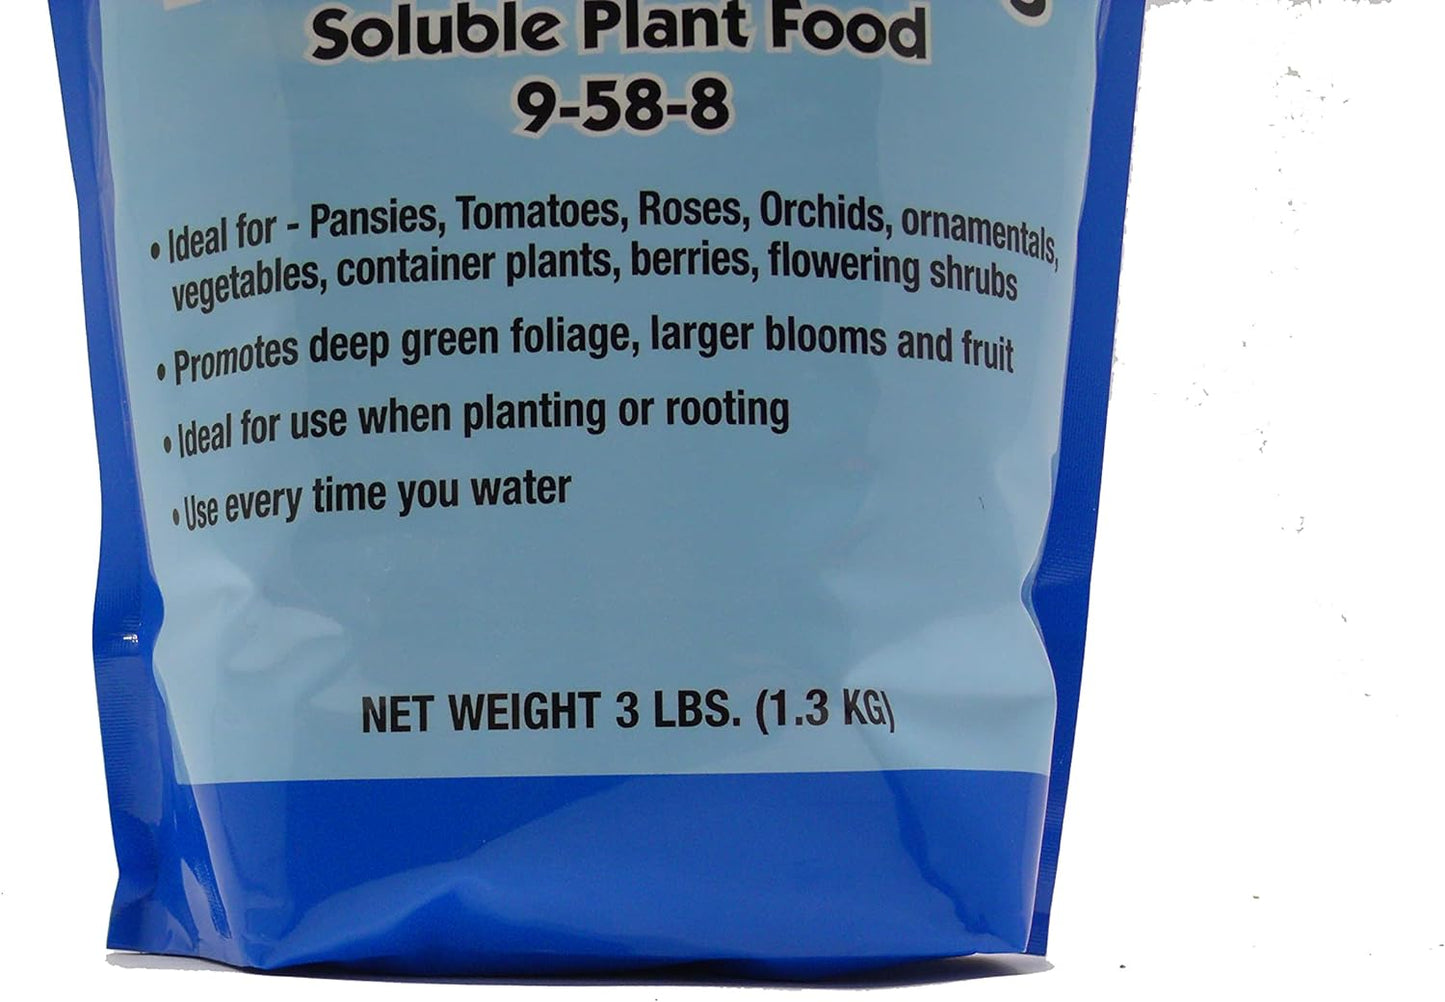 Soluble Plant Food
9-58-8
• Ideal for - Pansies, Tomatoes, Roses, Orchids, ornamentals,
vegetables, container plants, berries, flowering shrubs
• Promotes deep green foliage, larger blooms and fruit
• Ideal for use when planting or rooting
• Use every time you water
NET WEIGHT 3 LBS. (1.3 KG)